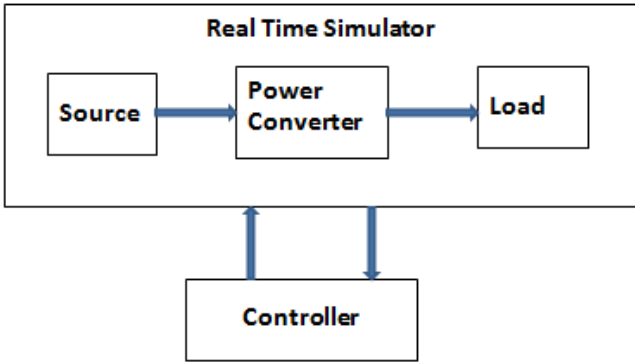 Real Time Simulator
Source
Power
Converter
Load
Controller